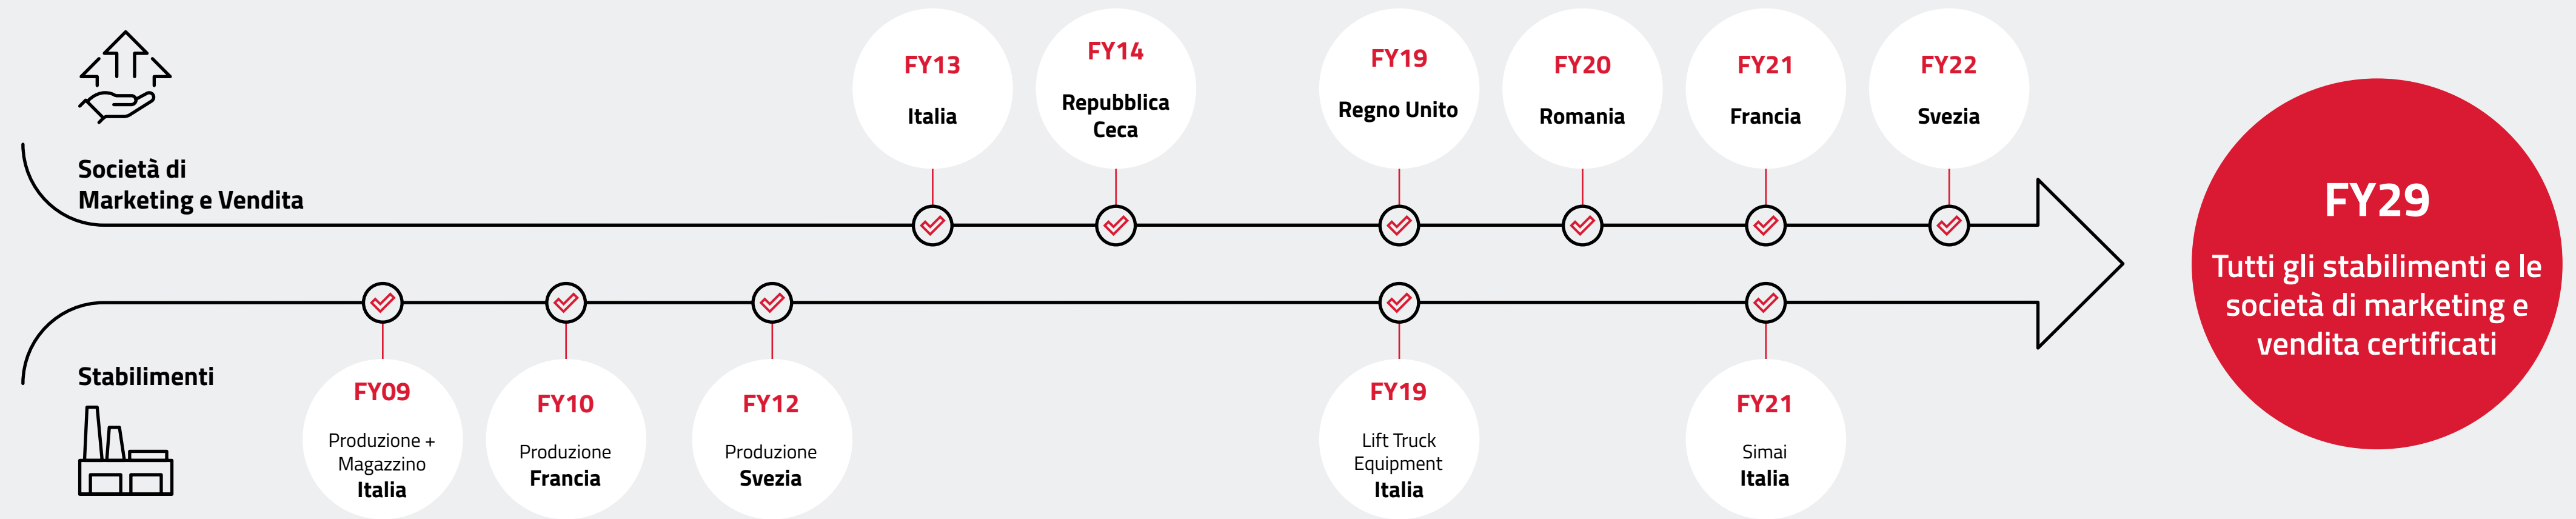 Società di
Marketing e Vendita
FY13
Italia
FY14
Repubblica
Ceca
FY19
Regno Unito
FY20
Romania
FY21
Francia
FY22
Svezia
Stabilimenti
FY09
Produzione +
Magazzino
Italia
FY10
Produzione
Francia
FY12
Produzione
Svezia
FY19
Lift Truck
Equipment
Italia
FY21
Simai
Italia
FY29
Tutti gli stabilimenti e le
società di marketing e
vendita certificati